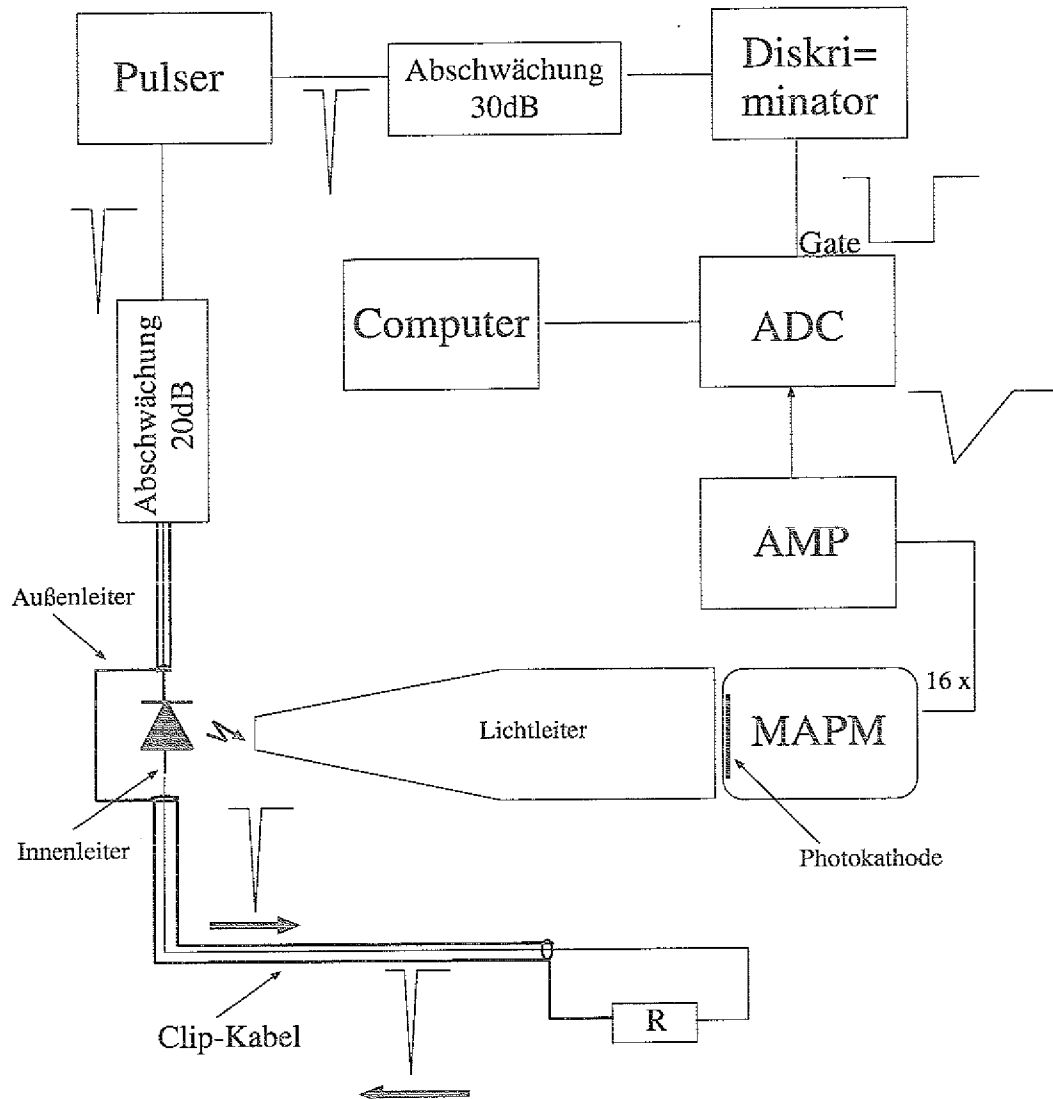 Pulser
Abschwächung
30dB
Diskri=
minator
Gate
Abschwächung
20dB
Computer
ADC
AMP
Außenleiter
16 x
Lichtleiter
MAPM
Innenleiter
Photokathode
R
Clip-Kabel